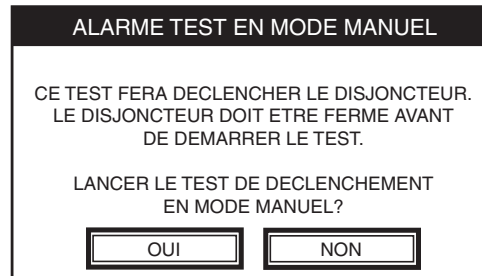 ALARME TEST EN MODE MANUEL
CE TEST FERA DECLENCHER LE DISJONCTEUR.
LE DISJONCTEUR DOIT ETRE FERME AVANT
DE DEMARRER LE TEST.
LANCER LE TEST DE DECLENCHEMENT
EN MODE MANUEL?
OUI
NON